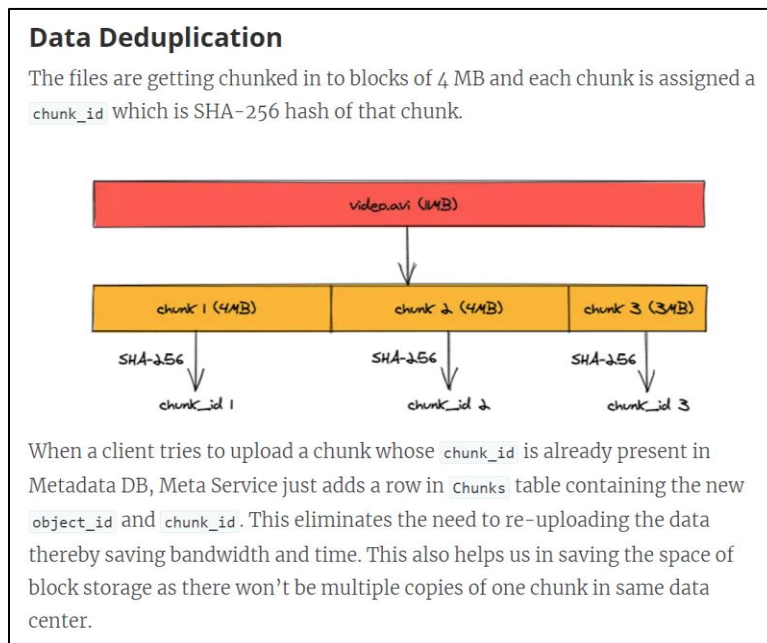 Data Deduplication
The files are getting chunked in to blocks of 4 MB and each chunk is assigned a
chunk_id which is SHA-256 hash of that chunk.
video.avi (11MB)
chunk 1 (4MB) chunk 2 (4MB) chunk 3 (3MB)
SHA-256 SHA-256 SHA-256
chunk_id 1 chunk_id 2 chunk_id 3
When a client tries to upload a chunk whose chunk_id is already present in
Metadata DB, Meta Service just adds a row in Chunks table containing the new
object_id and chunk_id. This eliminates the need to re-uploading the data
thereby saving bandwidth and time. This also helps us in saving the space of
block storage as there won’t be multiple copies of one chunk in same data
center.